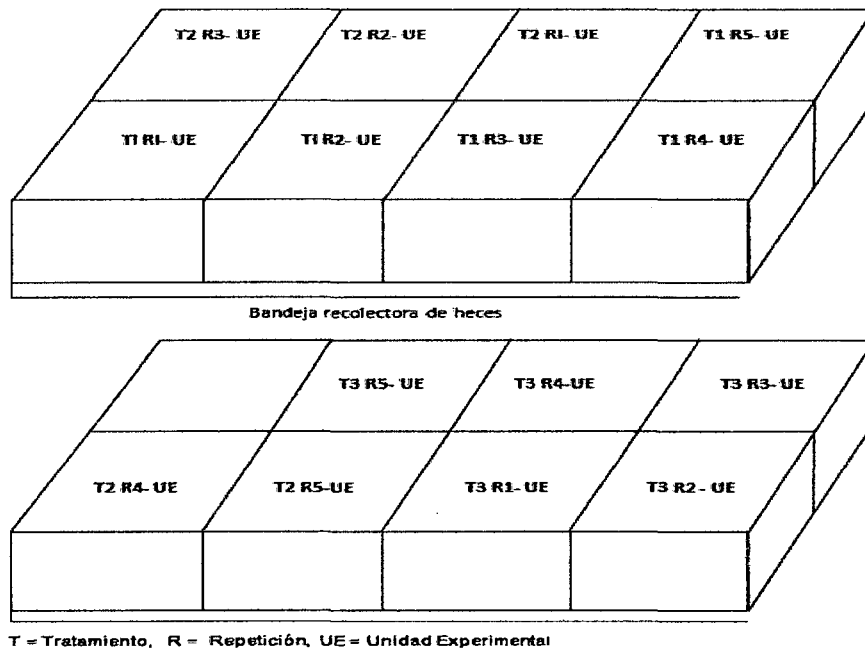 T2 R3- UE T2 R2- UE T2 RI- UE T1 R5- UE
TI RI- UE TI R2- UE T1 R3- UE T1 R4- UE
Bandeja recolectora de heces
T3 R5- UE T3 R4-UE T3 R3- UE
T2 R4- UE T2 R5-UE T3 R1- UE T3 R2 - UE
T = Tratamiento, R = Repetición, UE = Unidad Experimental